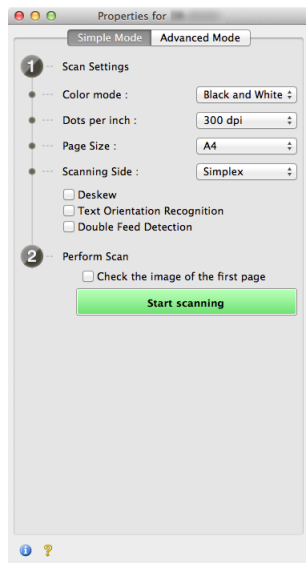 Properties for
Simple Mode Advanced Mode
1 Scan Settings
Color mode : Black and White
Dots per inch : 300 dpi
Page Size : A4
Scanning Side : Simplex
Deskew
Text Orientation Recognition
Double Feed Detection
2 Perform Scan
Check the image of the first page
Start scanning
i ?